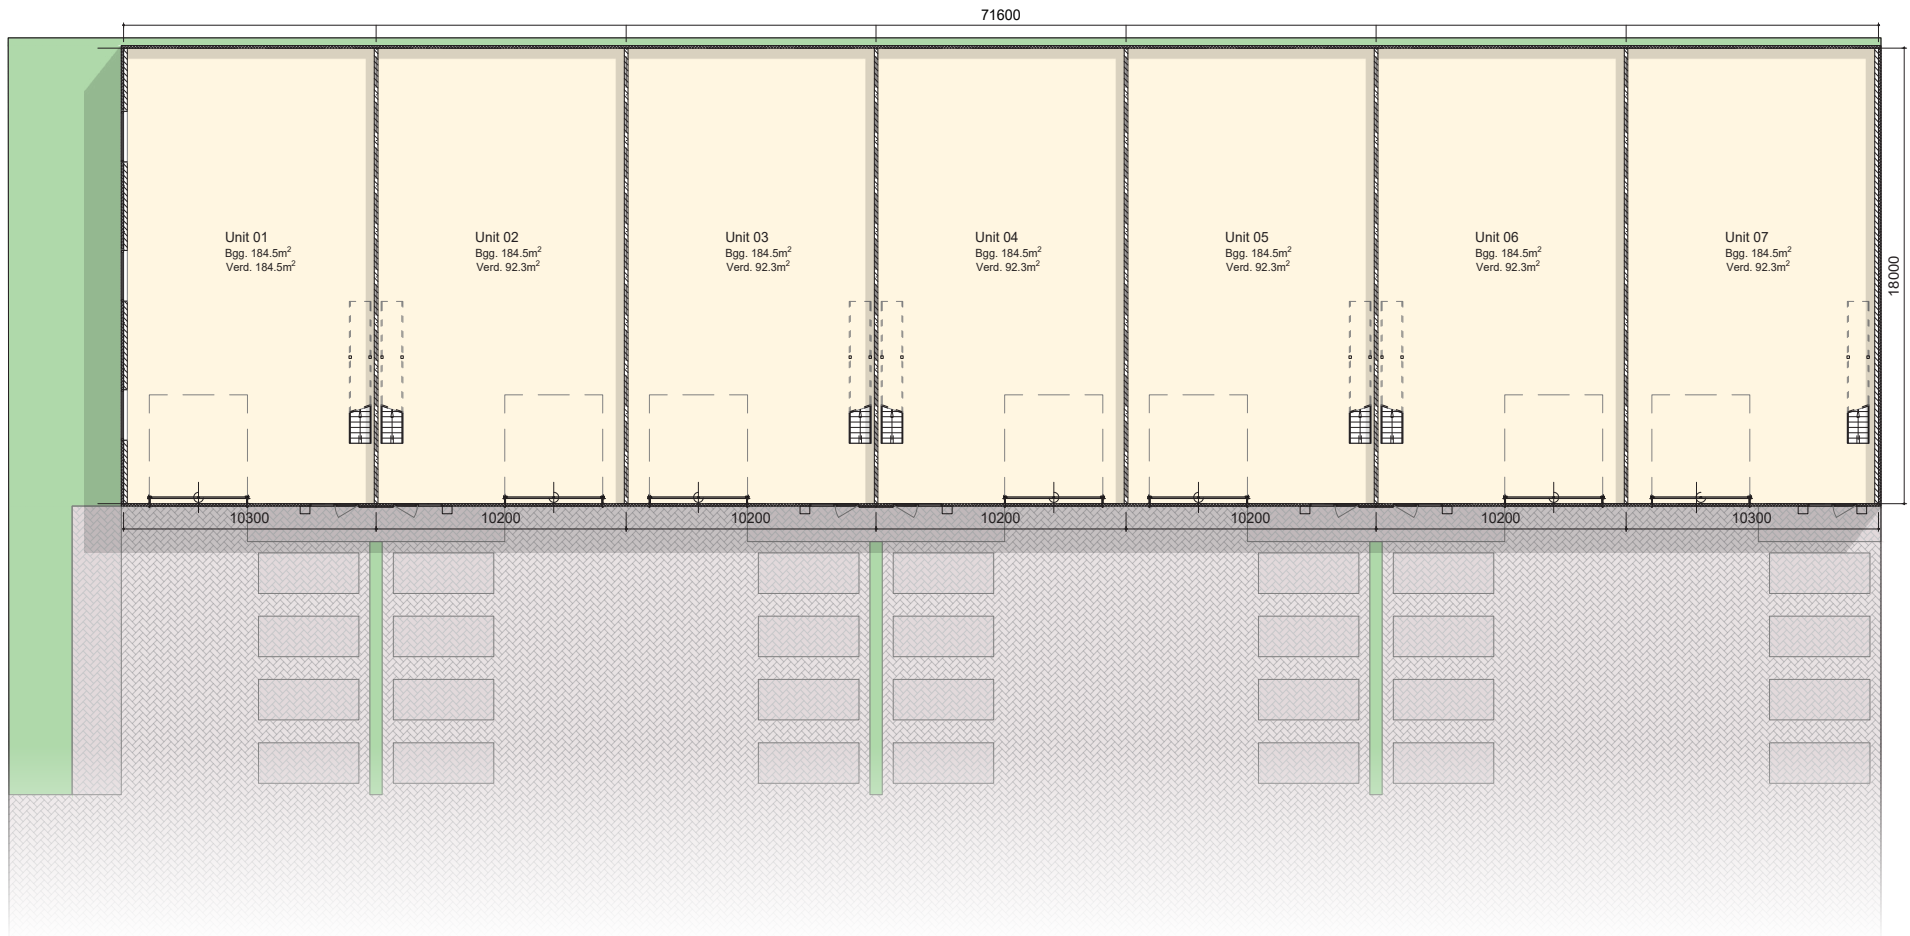 71600
Unit 01
Bgg. 184.5m²
Verd. 184.5m²
Unit 02
Bgg. 184.5m²
Verd. 92.3m²
Unit 03
Bgg. 184.5m²
Verd. 92.3m²
Unit 04
Bgg. 184.5m²
Verd. 92.3m²
Unit 05
Bgg. 184.5m²
Verd. 92.3m²
Unit 06
Bgg. 184.5m²
Verd. 92.3m²
Unit 07
Bgg. 184.5m²
Verd. 92.3m²
18000
10300
10200
10200
10200
10200
10200
10300